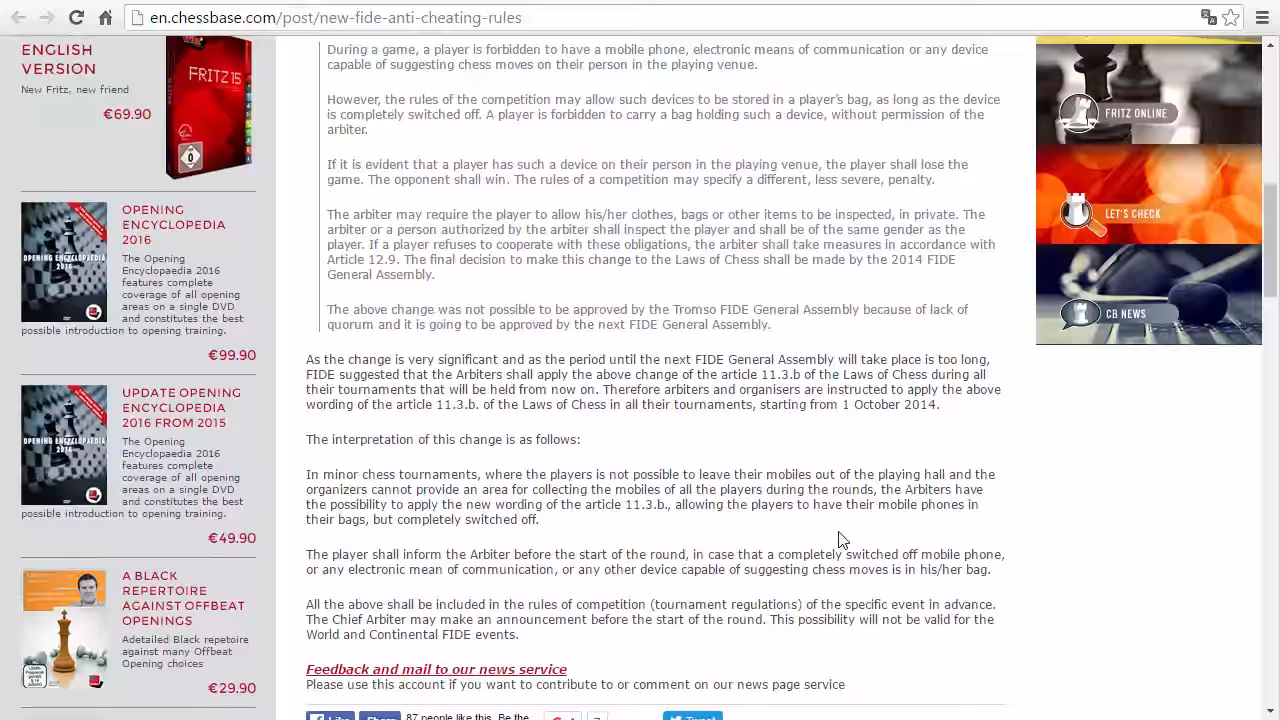 en.chessbase.com/post/new-fide-anti-cheating-rules
ENGLISH
VERSION
New Fritz, new friend
€69.90
FRITZ 15
OPENING
ENCYCLOPEDIA
2016
The Opening
Encyclopaedia 2016
features complete
coverage of all opening
areas on a single DVD
and constitutes the best
possible introduction to opening training.
€99.90
OPENING ENCYCLOPAEDIA
2016
UPDATE OPENING
ENCYCLOPEDIA
2016 FROM 2015
The Opening
Encyclopaedia 2016
features complete
coverage of all opening
areas on a single DVD
and constitutes the best
possible introduction to opening training.
€49.90
OPENING ENCYCLOPAEDIA
2016
A BLACK
REPERTOIRE
AGAINST OFFBEAT
OPENINGS
Adetailed Black repetoire
against many Offbeat
Opening choices
€29.90
During a game, a player is forbidden to have a mobile phone, electronic means of communication or any device
capable of suggesting chess moves on their person in the playing venue.
However, the rules of the competition may allow such devices to be stored in a player's bag, as long as the device
is completely switched off. A player is forbidden to carry a bag holding such a device, without permission of the
arbiter.
If it is evident that a player has such a device on their person in the playing venue, the player shall lose the
game. The opponent shall win. The rules of a competition may specify a different, less severe, penalty.
The arbiter may require the player to allow his/her clothes, bags or other items to be inspected, in private. The
arbiter or a person authorized by the arbiter shall inspect the player and shall be of the same gender as the
player. If a player refuses to cooperate with these obligations, the arbiter shall take measures in accordance with
Article 12.9. The final decision to make this change to the Laws of Chess shall be made by the 2014 FIDE
General Assembly.
The above change was not possible to be approved by the Tromso FIDE General Assembly because of lack of
quorum and it is going to be approved by the next FIDE General Assembly.
As the change is very significant and as the period until the next FIDE General Assembly will take place is too long,
FIDE suggested that the Arbiters shall apply the above change of the article 11.3.b of the Laws of Chess during all
their tournaments that will be held from now on. Therefore arbiters and organisers are instructed to apply the above
wording of the article 11.3.b. of the Laws of Chess in all their tournaments, starting from 1 October 2014.
The interpretation of this change is as follows:
In minor chess tournaments, where the players is not possible to leave their mobiles out of the playing hall and the
organizers cannot provide an area for collecting the mobiles of all the players during the rounds, the Arbiters have
the possibility to apply the new wording of the article 11.3.b., allowing the players to have their mobile phones in
their bags, but completely switched off.
The player shall inform the Arbiter before the start of the round, in case that a completely switched off mobile phone,
or any electronic mean of communication, or any other device capable of suggesting chess moves is in his/her bag.
All the above shall be included in the rules of competition (tournament regulations) of the specific event in advance.
The Chief Arbiter may make an announcement before the start of the round. This possibility will not be valid for the
World and Continental FIDE events.
Feedback and mail to our news service
Please use this account if you want to contribute to or comment on our news page service
Like Share 87 people like this. Be the
Tweet
FRITZ ONLINE
LET'S CHECK
CB NEWS